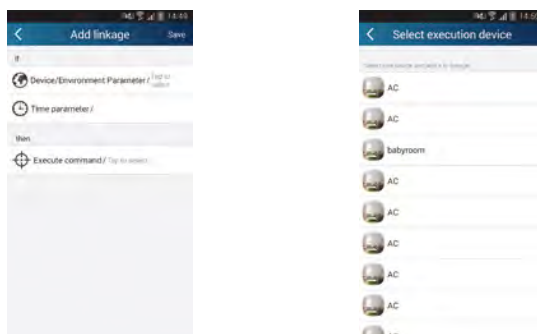 14:49
Add linkage
Save
If
Device/Environment Parameter / Tap to select
Time parameter /
then
Execute command / Tap to select
Select execution device
AC
AC
babyroom
AC
AC
AC
AC
AC